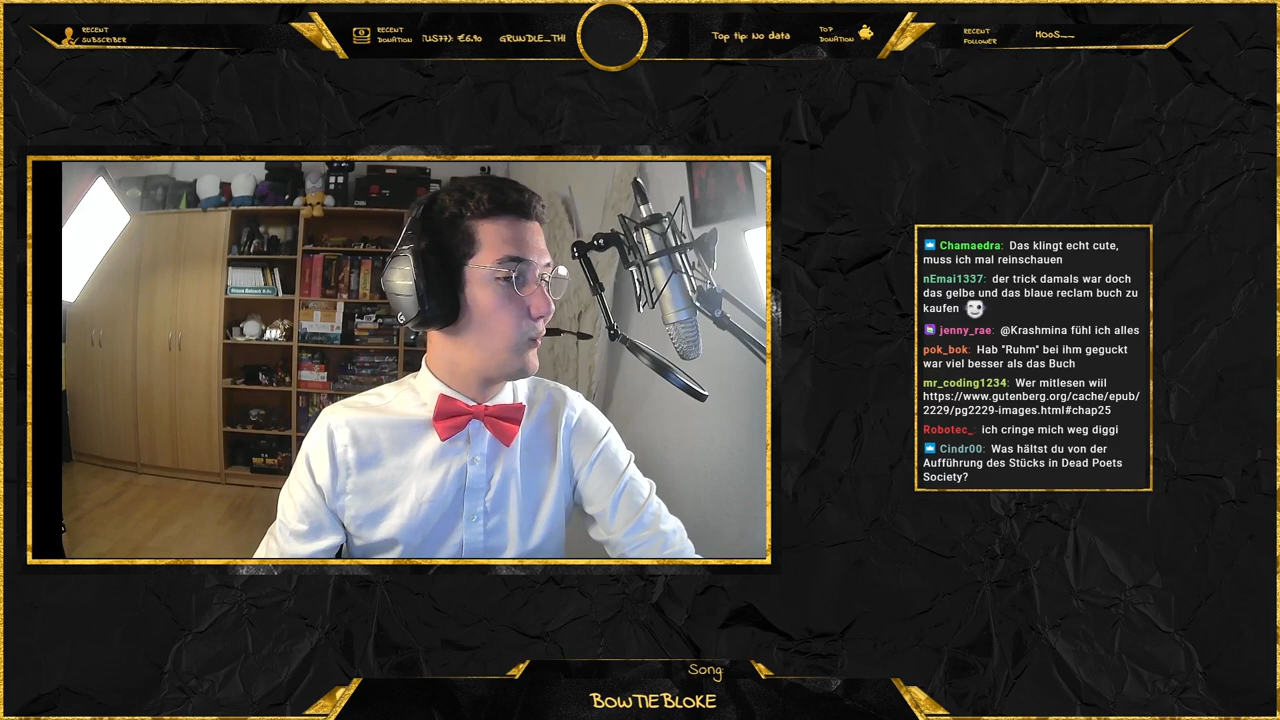 RECENT
SUBSCRIBER
RECENT
DONATION
(US77): €6.90
GRUNDLE_TH
Top tip: No data
TOP
DONATION
RECENT
FOLLOWER
MOoS__
Chamaedra: Das klingt echt cute,
muss ich mal reinschauen
nEmai1337: der trick damals war doch
das gelbe und das blaue reclam buch zu
kaufen
jenny_rae: @Krashmina fühl ich alles
pok_bok: Hab "Ruhm" bei ihm geguckt
war viel besser als das Buch
mr_coding1234: Wer mitlesen wiil
https://www.gutenberg.org/cache/epub/
2229/pg2229-images.html#chap25
Robotec_: ich cringe mich weg diggi
Cindr00: Was hältst du von der
Aufführung des Stücks in Dead Poets
Society?
Song:
BOWTIEBLOKE